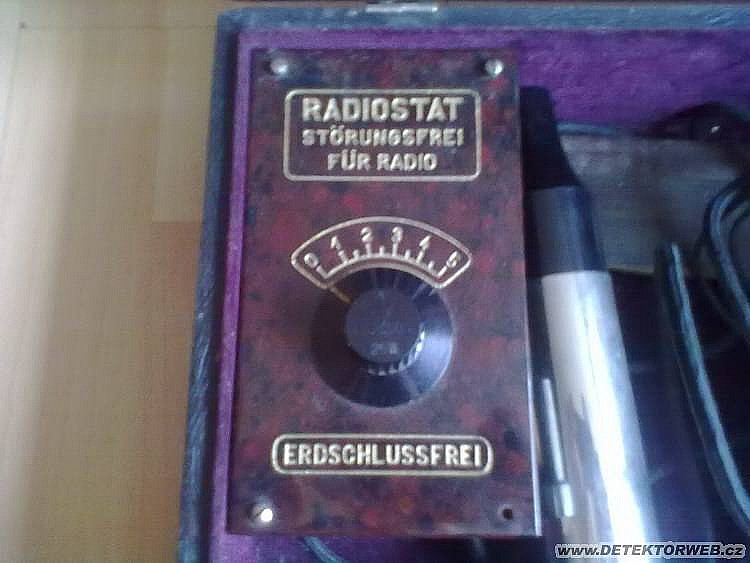 RADIOSTAT
STÖRUNGSFREI
FÜR RADIO
0 1 2 3 4 5
ERDSCHLUSSFREI
www.DETEKTORWEB.cz